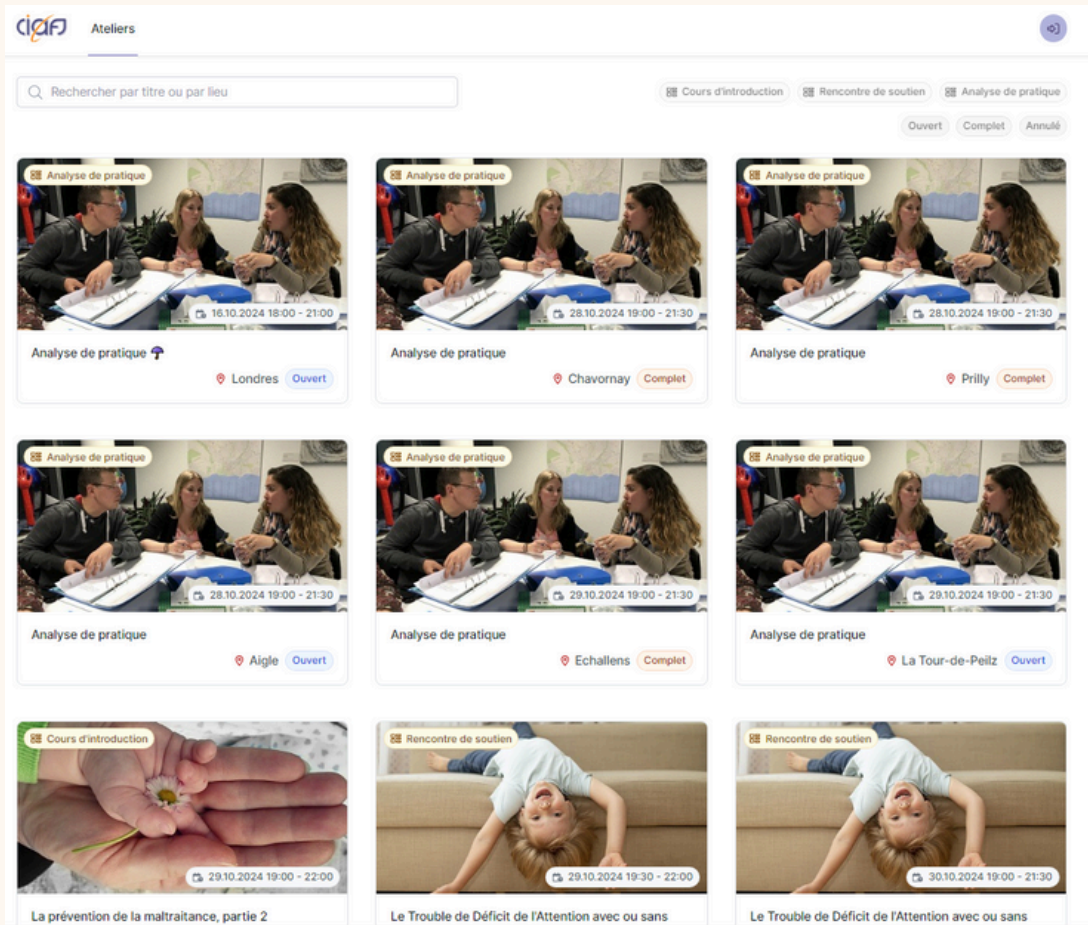 ciafj
Ateliers
Rechercher par titre ou par lieu
Cours d'introduction
Rencontre de soutien
Analyse de pratique
Ouvert
Complet
Annulé
Analyse de pratique
16.10.2024 18:00 - 21:00
Analyse de pratique
Londres
Ouvert
Analyse de pratique
28.10.2024 19:00 - 21:30
Analyse de pratique
Chavornay
Complet
Analyse de pratique
28.10.2024 19:00 - 21:30
Analyse de pratique
Prilly
Complet
Analyse de pratique
28.10.2024 19:00 - 21:30
Analyse de pratique
Aigle
Ouvert
Analyse de pratique
29.10.2024 19:00 - 21:30
Analyse de pratique
Echallens
Complet
Analyse de pratique
29.10.2024 19:00 - 21:30
Analyse de pratique
La Tour-de-Peilz
Ouvert
Cours d'introduction
29.10.2024 19:00 - 22:00
La prévention de la maltraitance, partie 2
Rencontre de soutien
29.10.2024 19:30 - 22:00
Le Trouble de Déficit de l'Attention avec ou sans
Rencontre de soutien
30.10.2024 19:00 - 21:30
Le Trouble de Déficit de l'Attention avec ou sans